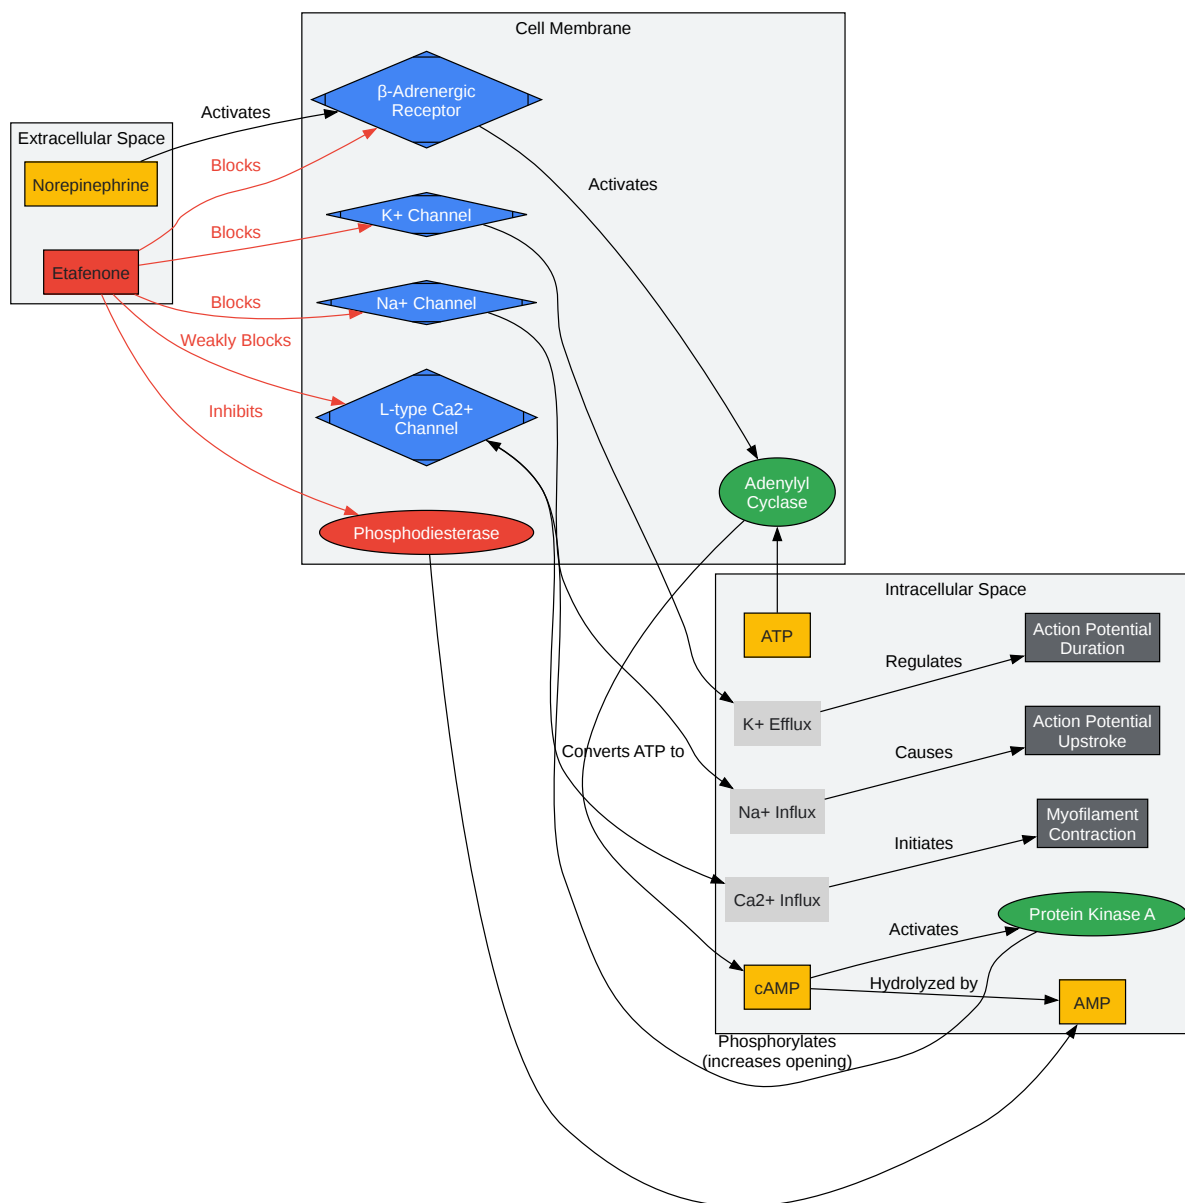 Cell Membrane
β-Adrenergic
Receptor
Activates
Extracellular Space
Norepinephrine
Blocks
Activates
K+ Channel
Blocks
Etafenone
Blocks
Na+ Channel
Weakly Blocks
L-type Ca2+
Channel
Inhibits
Adenylyl
Cyclase
Phosphodiesterase
Intracellular Space
ATP
Action Potential
Duration
Regulates
K+ Efflux
Action Potential
Upstroke
Converts ATP to
Causes
Na+ Influx
Myofilament
Contraction
Initiates
Ca2+ Influx
Protein Kinase A
Activates
cAMP
Hydrolyzed by
AMP
Phosphorylates
(increases opening)